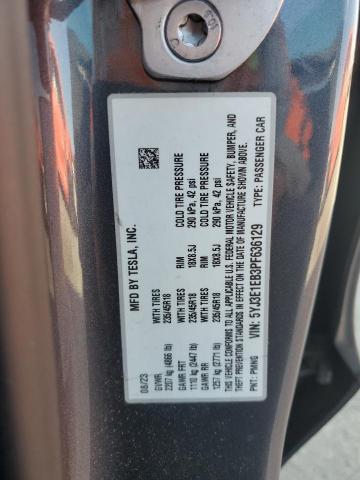 MFD BY TESLA, INC.
08/23
GVWR
2207 kg (4866 lb)
WITH TIRES
235/45R18
RIM
18X8.5J
COLD TIRE PRESSURE
290 kPa, 42 psi
GAWR FRT
1110 kg (2447 lb)
WITH TIRES
235/45R18
RIM
18X8.5J
COLD TIRE PRESSURE
290 kPa, 42 psi
GAWR RR
1257 kg (2771 lb)
THIS VEHICLE CONFORMS TO ALL APPLICABLE U.S. FEDERAL MOTOR VEHICLE SAFETY, BUMPER, AND
THEFT PREVENTION STANDARDS IN EFFECT ON THE DATE OF MANUFACTURE SHOWN ABOVE.
VIN: 5YJ3E1EB3PF636129
TYPE: PASSENGER CAR
PNT: PMNG